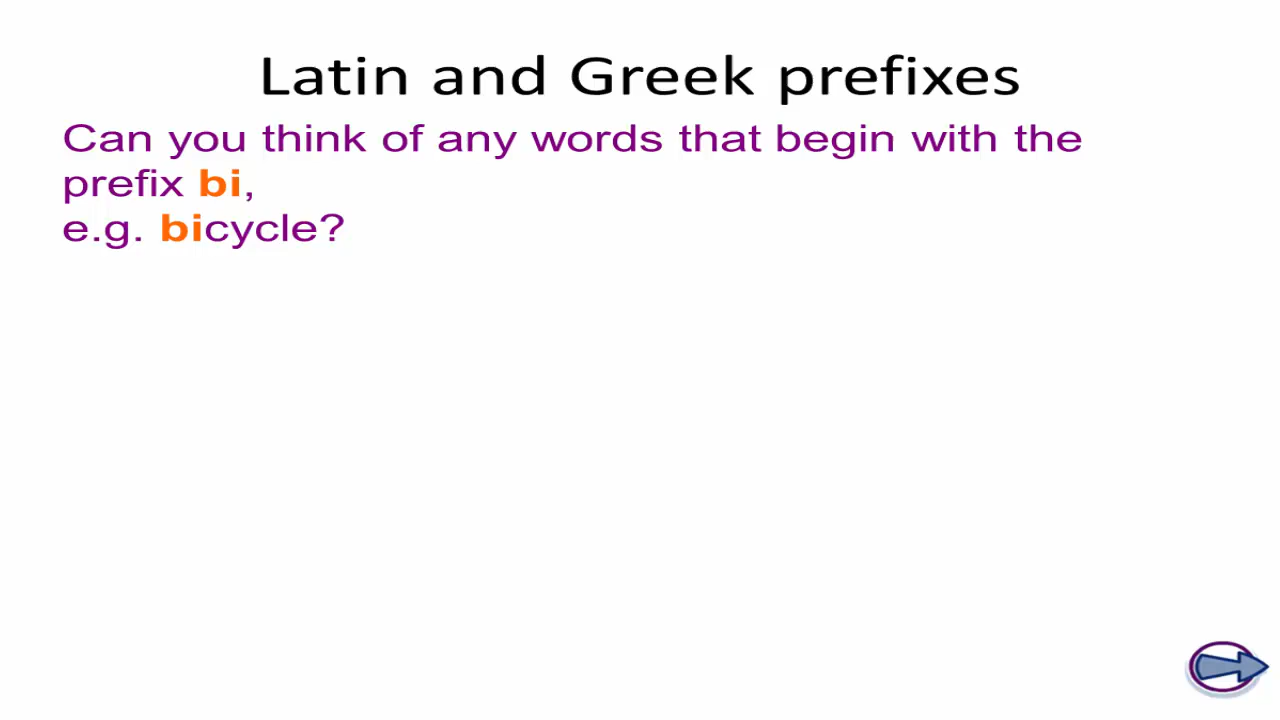 Latin and Greek prefixes
Can you think of any words that begin with the
prefix bi,
e.g. bicycle?